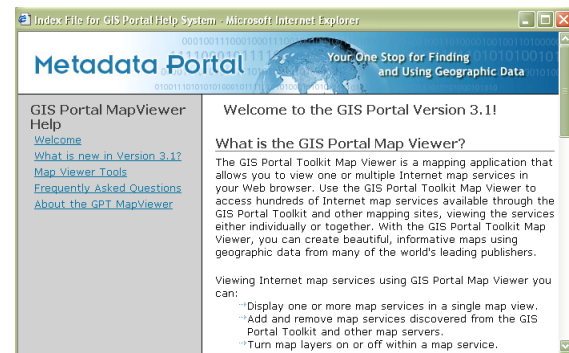 Index File for GIS Portal Help System - Microsoft Internet Explorer
Metadata Portal
Your One Stop for Finding
and Using Geographic Data
GIS Portal MapViewer
Help
Welcome
What is new in Version 3.1?
Map Viewer Tools
Frequently Asked Questions
About the GPT MapViewer
Welcome to the GIS Portal Version 3.1!
What is the GIS Portal Map Viewer?
The GIS Portal Toolkit Map Viewer is a mapping application that
allows you to view one or multiple Internet map services in
your Web browser. Use the GIS Portal Toolkit Map Viewer to
access hundreds of Internet map services available through the
GIS Portal Toolkit and other mapping sites, viewing the services
either individually or together. With the GIS Portal Toolkit Map
Viewer, you can create beautiful, informative maps using
geographic data from many of the world's leading publishers.
Viewing Internet map services using GIS Portal Map Viewer you
can:
Display one or more map services in a single map view.
Add and remove map services discovered from the GIS
Portal Toolkit and other map servers.
Turn map layers on or off within a map service.